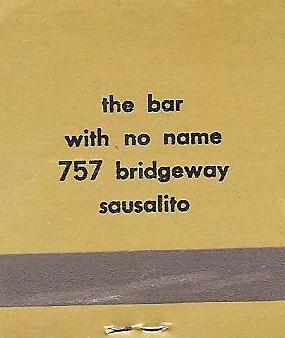 the bar
with no name
757 bridgeway
sausalito